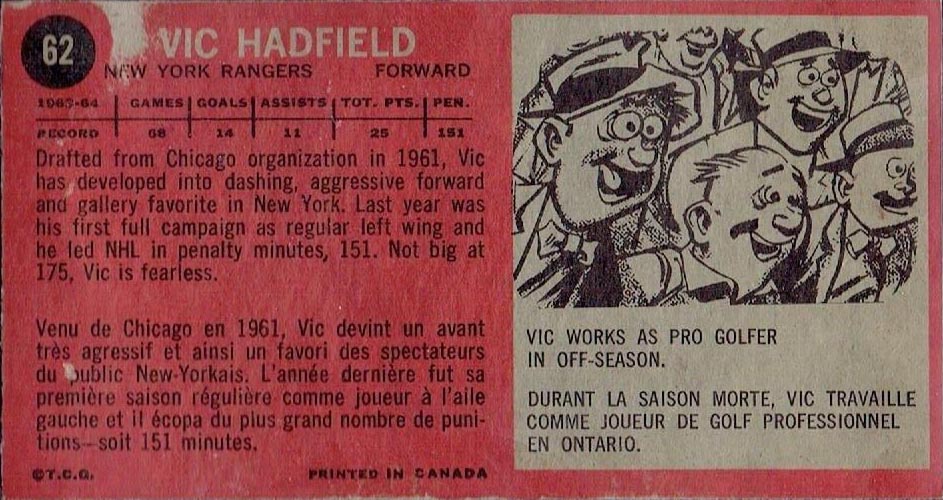 62
VIC HADFIELD
NEW YORK RANGERS FORWARD
1963-64 GAMES GOALS ASSISTS TOT. PTS. PEN.
RECORD 68 14 11 25 151
Drafted from Chicago organization in 1961, Vic
has developed into dashing, aggressive forward
and gallery favorite in New York. Last year was
his first full campaign as regular left wing and
he led NHL in penalty minutes, 151. Not big at
175, Vic is fearless.
Venu de Chicago en 1961, Vic devint un avant
très agressif et ainsi un favori des spectateurs
du public New-Yorkais. L'année dernière fut sa
première saison régulière comme joueur à l'aile
gauche et il écopa du plus grand nombre de puni-
tions—soit 151 minutes.
©T.C.G. PRINTED IN CANADA
VIC WORKS AS PRO GOLFER
IN OFF-SEASON.
DURANT LA SAISON MORTE, VIC TRAVAILLE
COMME JOUEUR DE GOLF PROFESSIONNEL
EN ONTARIO.